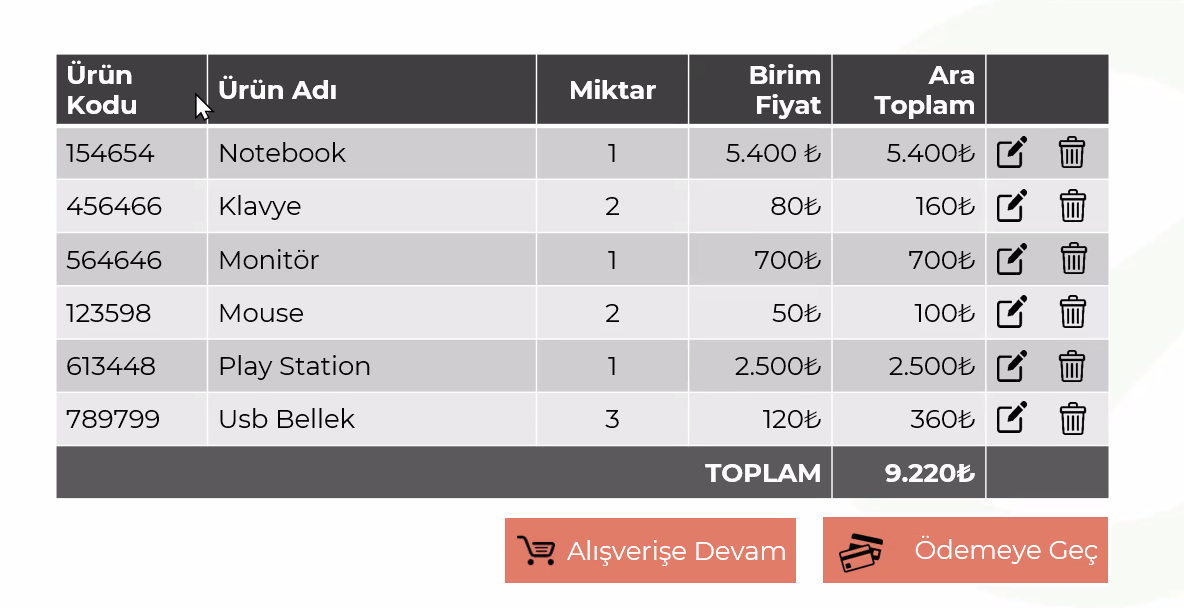 Ürün Kodu Ürün Adı Miktar Birim Fiyat Ara Toplam
154654 Notebook 1 5.400 ₺ 5.400₺
456466 Klavye 2 80₺ 160₺
564646 Monitör 1 700₺ 700₺
123598 Mouse 2 50₺ 100₺
613448 Play Station 1 2.500₺ 2.500₺
789799 Usb Bellek 3 120₺ 360₺
TOPLAM 9.220₺
Alışverişe Devam Ödemeye Geç